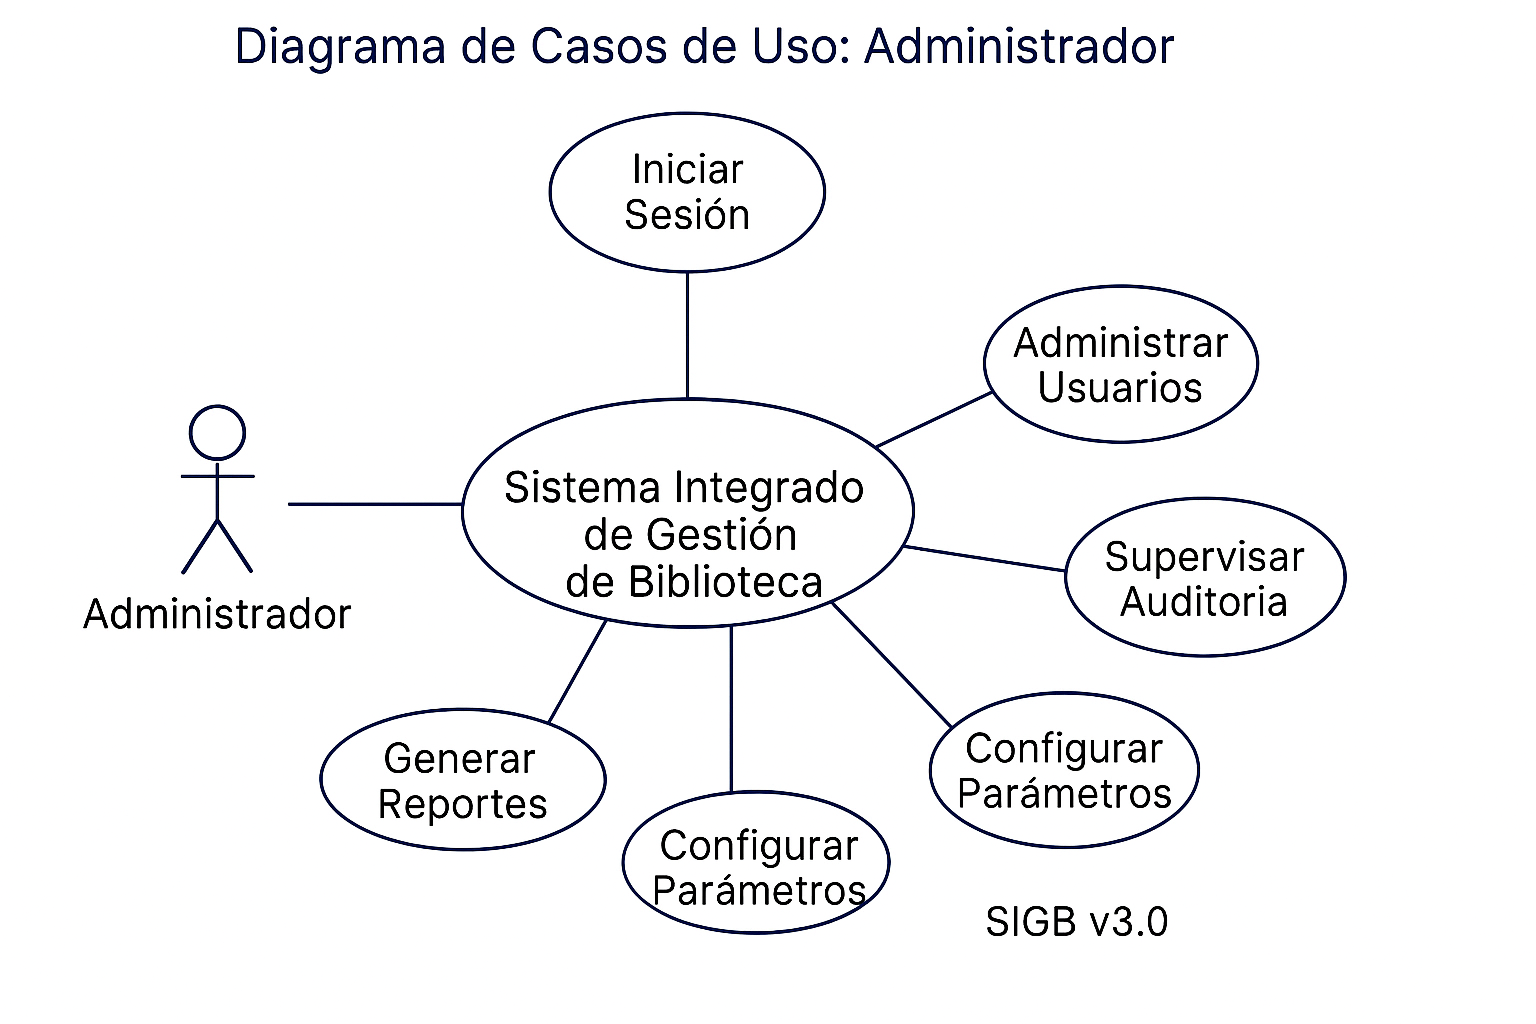 Diagrama de Casos de Uso: Administrador
Iniciar
Sesión
Administrar
Usuarios
Sistema Integrado
de Gestión
de Biblioteca
Supervisar
Auditoria
Administrador
Generar
Reportes
Configurar
Parámetros
Configurar
Parámetros
SIGB v3.0